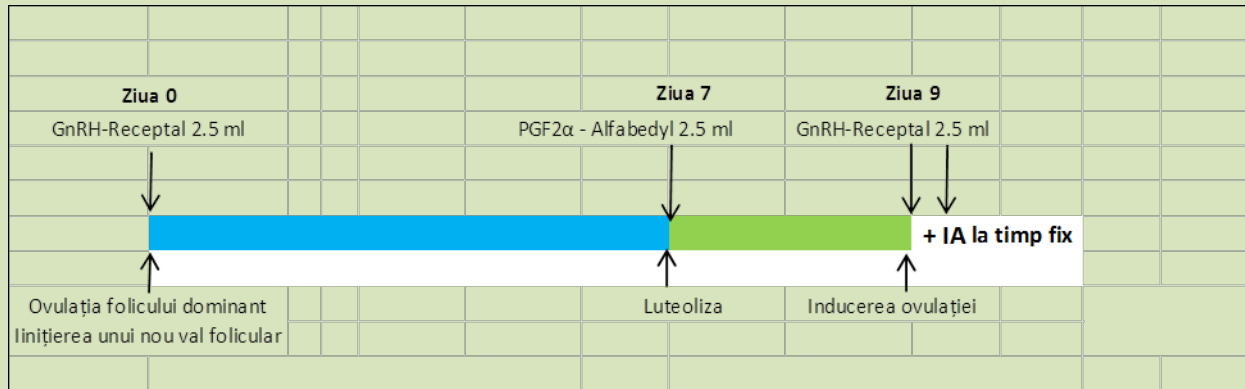 Ziua 0
Ziua 7
Ziua 9
GnRH-Receptal 2.5 ml
PGF2α - Alfabedyl 2.5 ml
GnRH-Receptal 2.5 ml
+ IA la timp fix
Ovulația folicului dominant
Iinițierea unui nou val folicular
Luteoliza
Inducerea ovulației